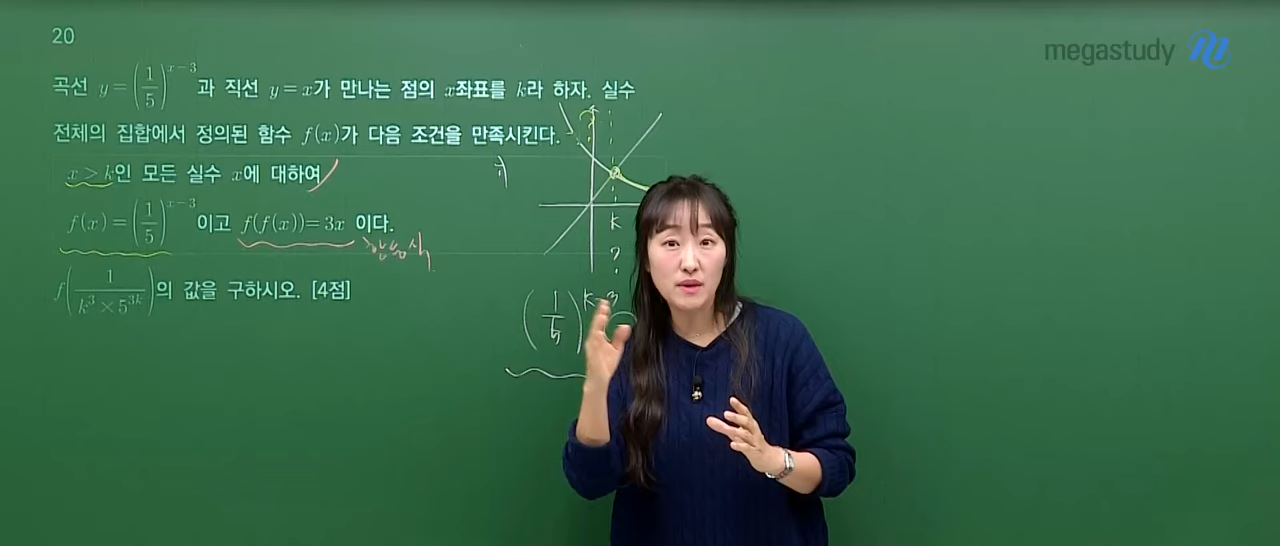 20
megastudy
곡선 y = (1/5)^{x-3}과 직선 y = x가 만나는 점의 x좌표를 k라 하자. 실수
전체의 집합에서 정의된 함수 f(x)가 다음 조건을 만족시킨다.
x > k인 모든 실수 x에 대하여
f(x) = (1/5)^{x-3} 이고 f(f(x)) = 3x 이다.
f(1/(k^3 × 5^{3k}))의 값을 구하시오. [4점]
합성식
k
?
(1/5)^{k-3}